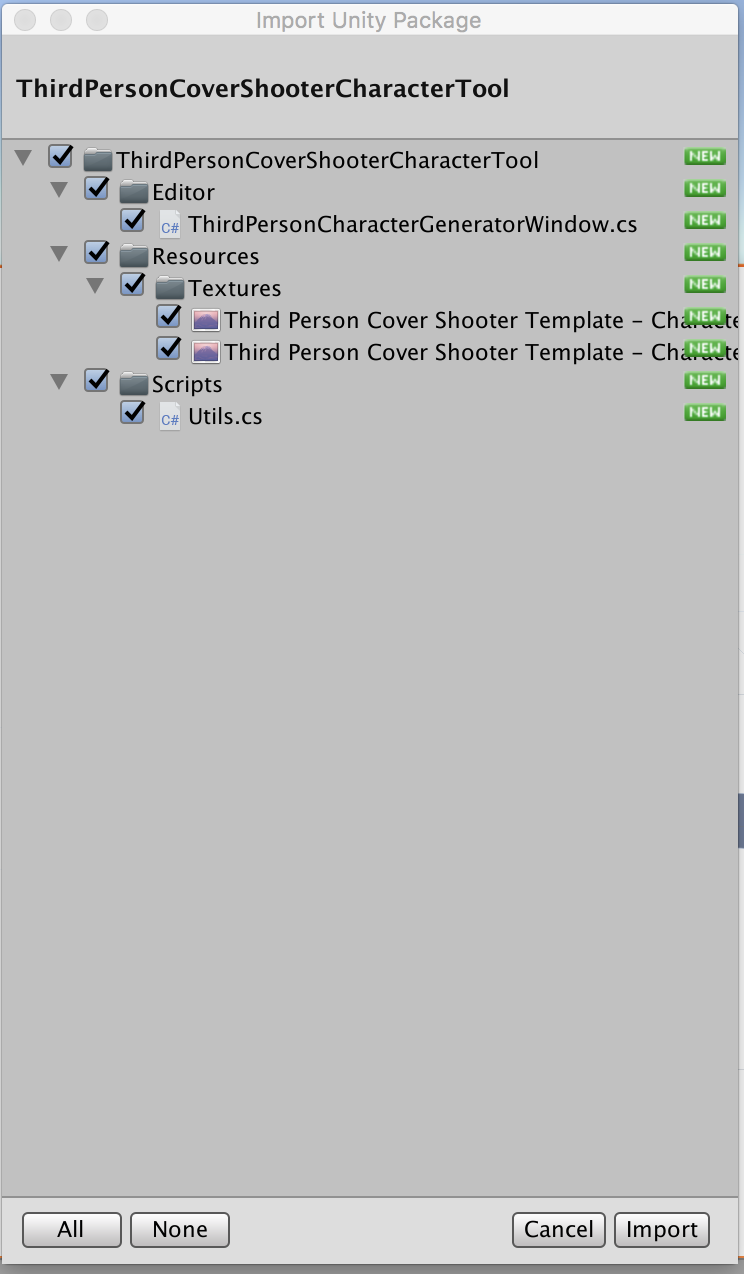 Import Unity Package
ThirdPersonCoverShooterCharacterTool
ThirdPersonCoverShooterCharacterTool NEW
Editor NEW
C# ThirdPersonCharacterGeneratorWindow.cs NEW
Resources NEW
Textures NEW
Third Person Cover Shooter Template – Characte NEW
Third Person Cover Shooter Template – Characte NEW
Scripts NEW
C# Utils.cs NEW
All None Cancel Import